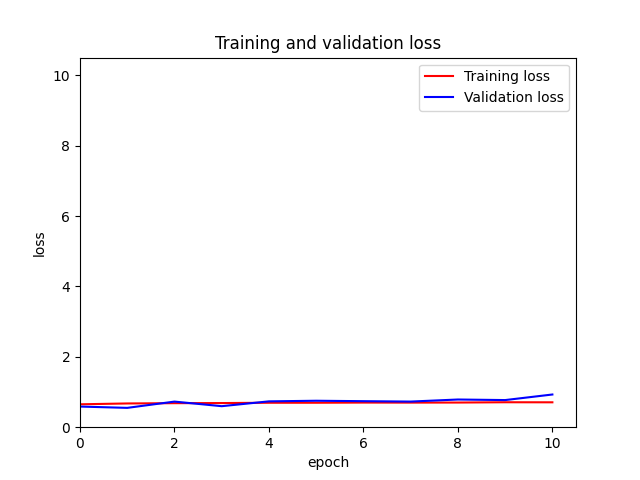 Training and validation loss
Training loss
Validation loss
10
8
6
4
2
0
loss
0 2 4 6 8 10
epoch